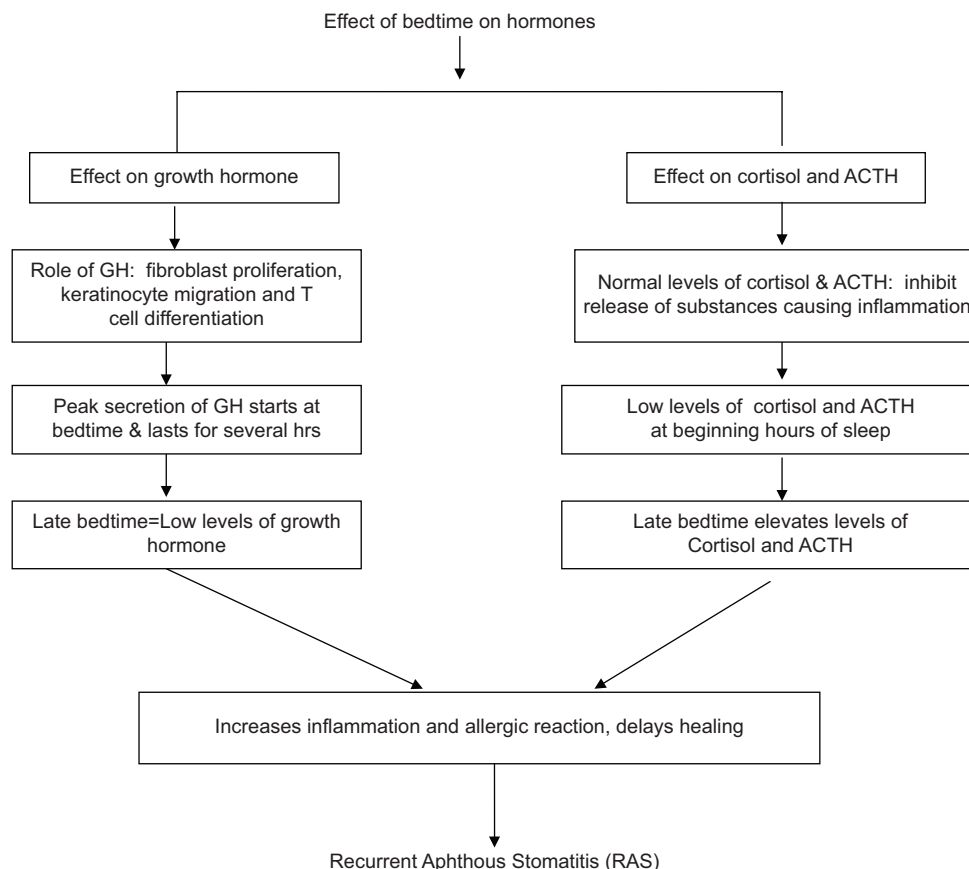 Effect of bedtime on hormones
Effect on growth hormone
Role of GH: fibroblast proliferation,
keratinocyte migration and T
cell differentiation
Peak secretion of GH starts at
bedtime & lasts for several hrs
Late bedtime=Low levels of growth
hormone
Effect on cortisol and ACTH
Normal levels of cortisol & ACTH: inhibit
release of substances causing inflammation
Low levels of cortisol and ACTH
at beginning hours of sleep
Late bedtime elevates levels of
Cortisol and ACTH
Increases inflammation and allergic reaction, delays healing
Recurrent Aphthous Stomatitis (RAS)